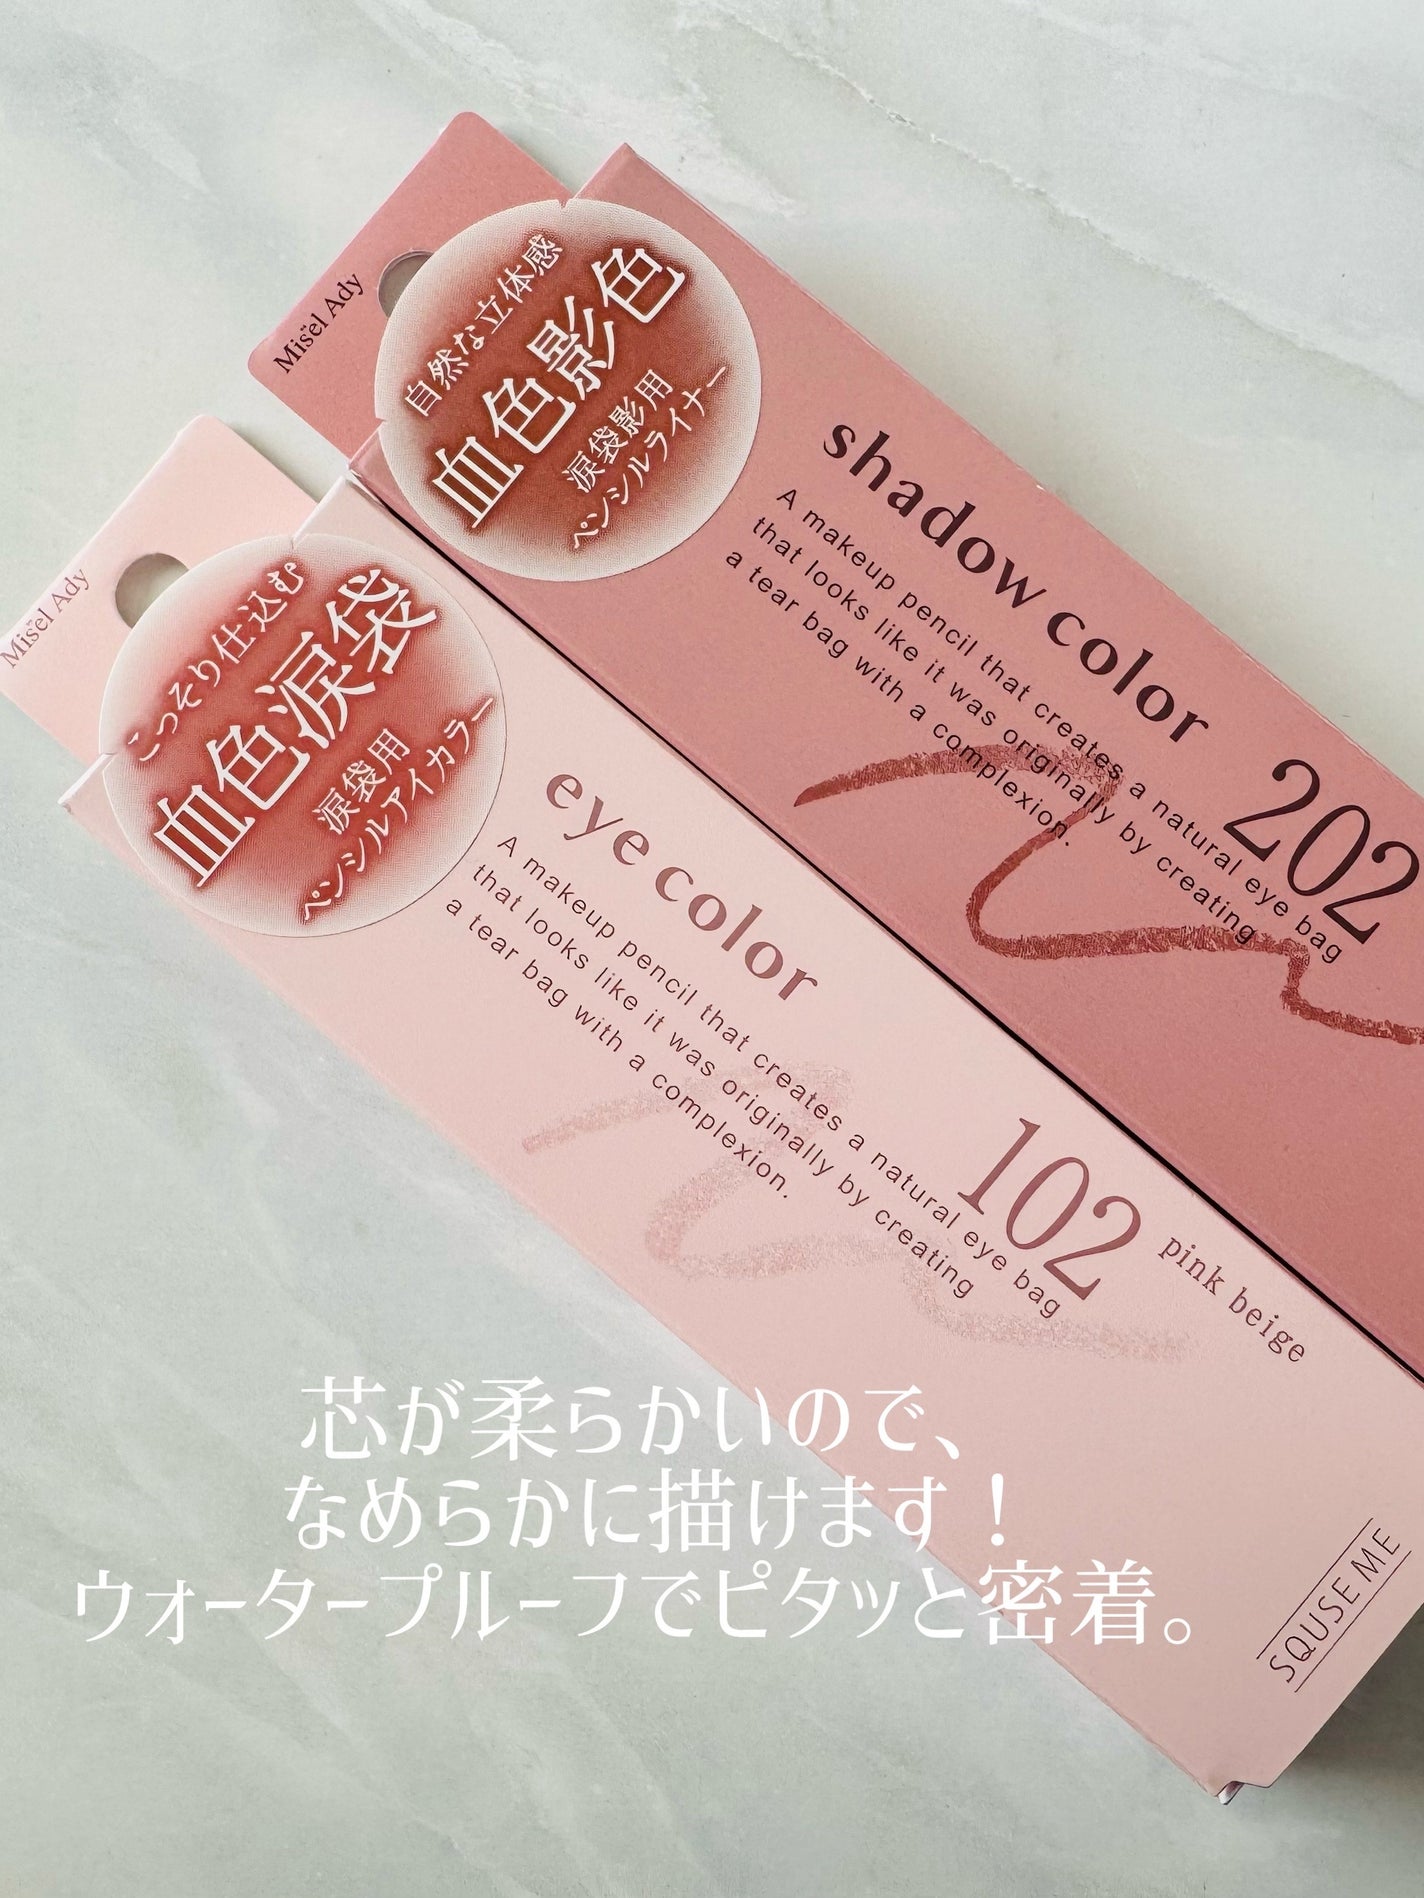 Misel Ady
自然な立体感
血色影色
涙袋影用
ペンシルライナー
shadow color
A makeup pencil that creates a natural eye bag
that looks like it was originally by creating
a tear bag with a complexion.
202
Misel Ady
こっそり仕込む
血色涙袋
涙袋用
ペンシルアイカラー
eye color
A makeup pencil that creates a natural eye bag
that looks like it was originally by creating
a tear bag with a complexion.
102 pink beige
SQUSE ME
芯が柔らかいので、
なめらかに描けます！
ウォータープルーフでピタッと密着。